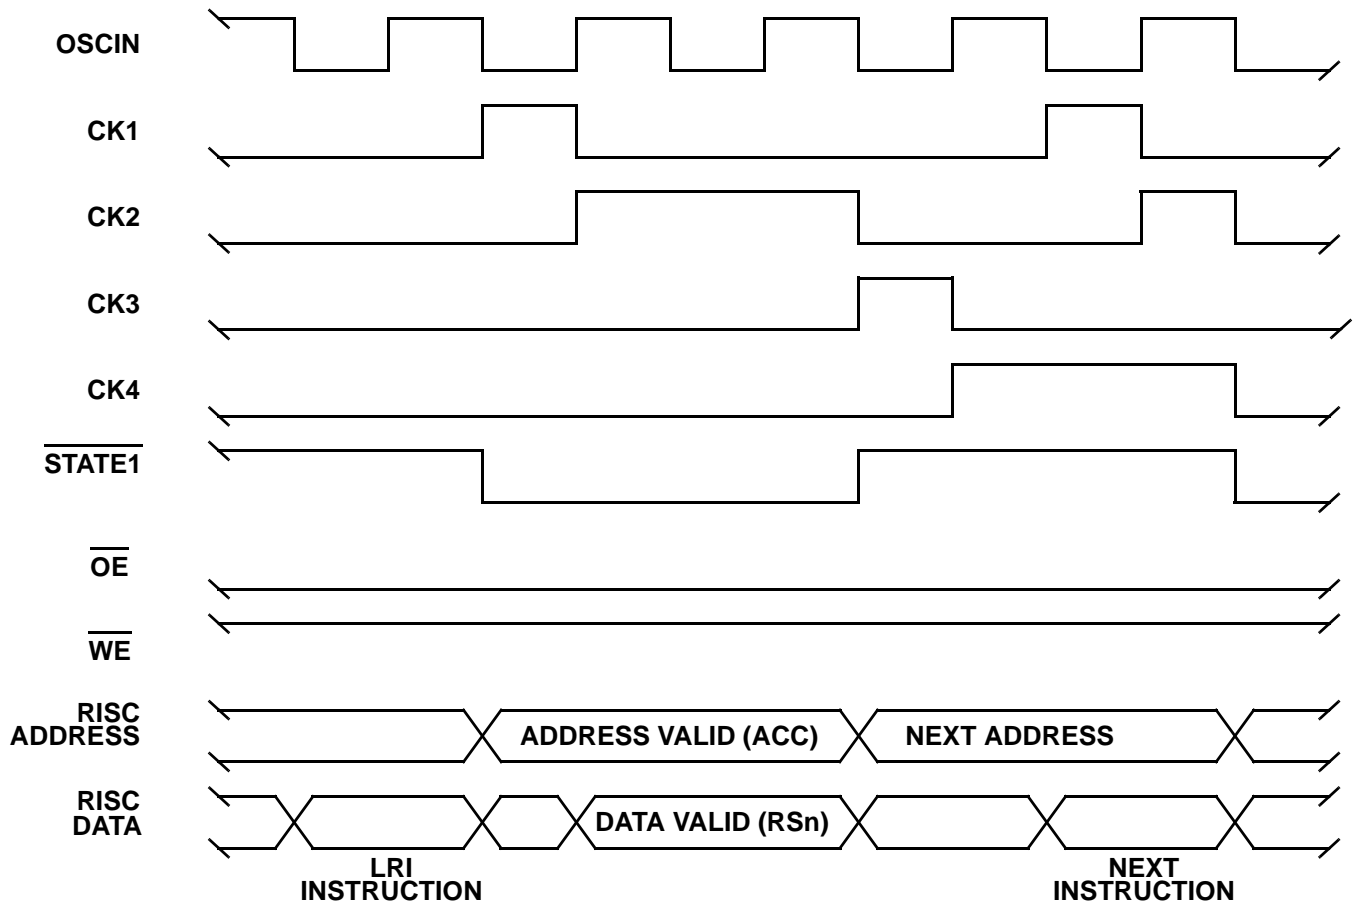 OSCIN
CK1
CK2
CK3
CK4
STATE1
OE
WE
RISC
ADDRESS
ADDRESS VALID (ACC)
NEXT ADDRESS
RISC
DATA
DATA VALID (RSn)
LRI
INSTRUCTION
NEXT
INSTRUCTION